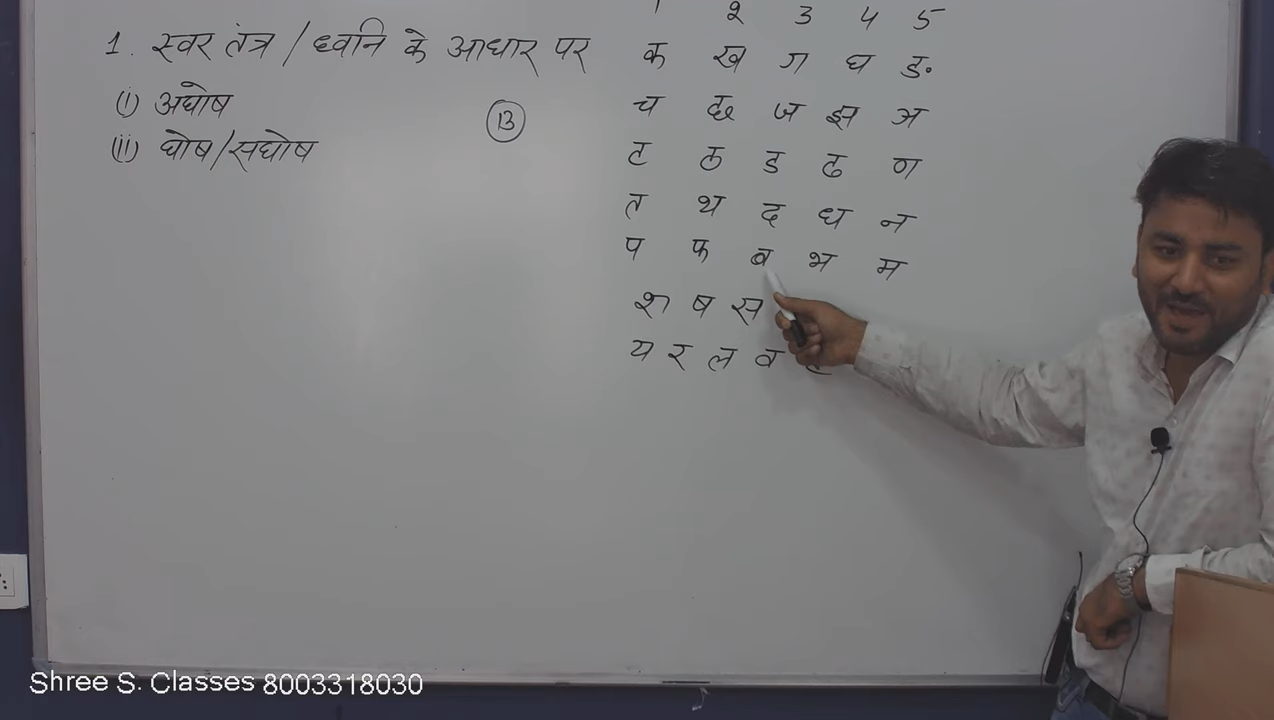 1 2 3 4 5
1. स्वर तंत्र / ध्वनि के आधार पर
(i) अघोष
(ii) घोष/सघोष
13
क ख ग घ ङ
च छ ज झ ञ
ट ठ ड ढ ण
त थ द ध न
प फ ब भ म
श ष स
य र ल व
Shree S. Classes 8003318030